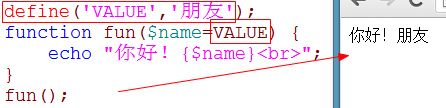 define('VALUE','朋友');
function fun($name=VALUE) {
    echo "你好！{$name}<br>";
}
fun();
你好！朋友